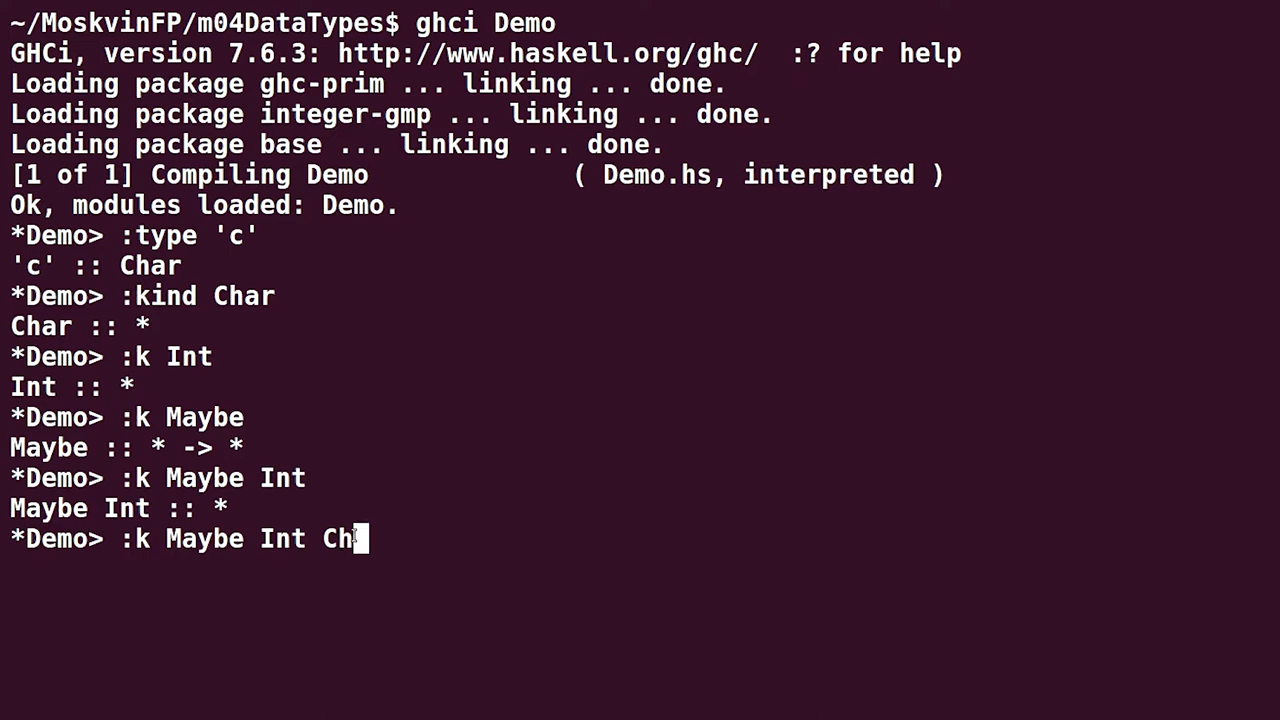 ~/MoskvinFP/m04DataTypes$ ghci Demo
GHCi, version 7.6.3: http://www.haskell.org/ghc/  :? for help
Loading package ghc-prim ... linking ... done.
Loading package integer-gmp ... linking ... done.
Loading package base ... linking ... done.
[1 of 1] Compiling Demo             ( Demo.hs, interpreted )
Ok, modules loaded: Demo.
*Demo> :type 'c'
'c' :: Char
*Demo> :kind Char
Char :: *
*Demo> :k Int
Int :: *
*Demo> :k Maybe
Maybe :: * -> *
*Demo> :k Maybe Int
Maybe Int :: *
*Demo> :k Maybe Int Ch